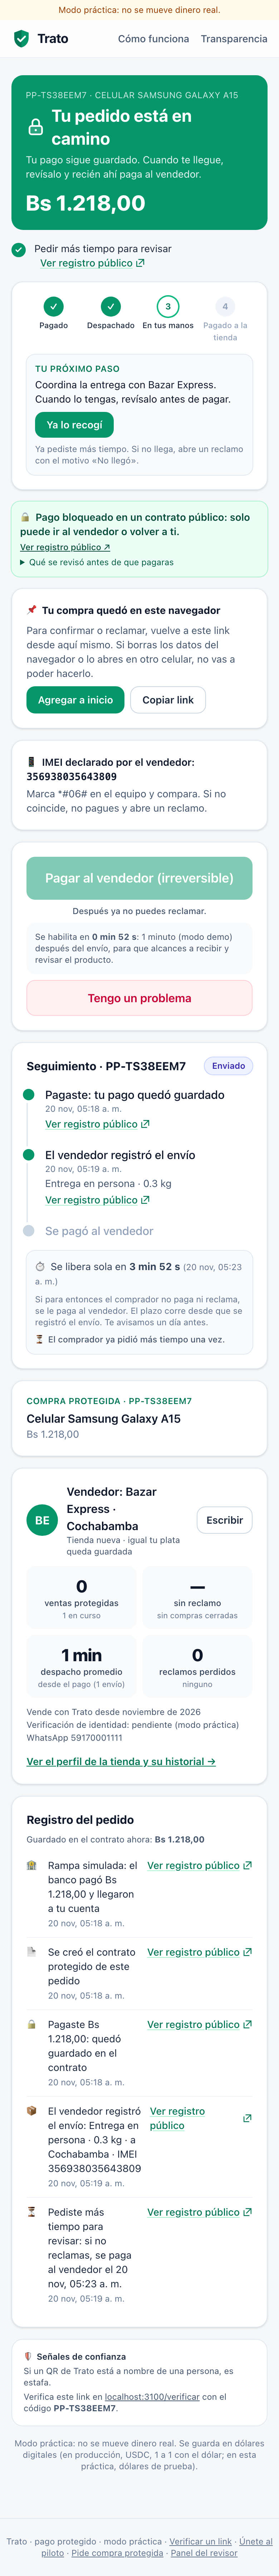 Modo práctica: no se mueve dinero real.
Trato
Cómo funciona
Transparencia
PP-TS38EEM7 · CELULAR SAMSUNG GALAXY A15
Tu pedido está en
camino
Tu pago sigue guardado. Cuando te llegue,
revísalo y recién ahí paga al vendedor.
Bs 1.218,00
Pedir más tiempo para revisar
Ver registro público
Pagado
Despachado
3
En tus manos
4
Pagado a la
tienda
TU PRÓXIMO PASO
Coordina la entrega con Bazar Express.
Cuando lo tengas, revísalo antes de pagar.
Ya lo recogí
Ya pediste más tiempo. Si no llega, abre un reclamo
con el motivo «No llegó».
Pago bloqueado en un contrato público: solo
puede ir al vendedor o volver a ti.
Ver registro público ↗
▶ Qué se revisó antes de que pagaras
Tu compra quedó en este navegador
Para confirmar o reclamar, vuelve a este link
desde aquí mismo. Si borras los datos del
navegador o lo abres en otro celular, no vas a
poder hacerlo.
Agregar a inicio
Copiar link
IMEI declarado por el vendedor:
356938035643809
Marca *#06# en el equipo y compara. Si no
coincide, no pagues y abre un reclamo.
Pagar al vendedor (irreversible)
Después ya no puedes reclamar.
Se habilita en 0 min 52 s: 1 minuto (modo demo)
después del envío, para que alcances a recibir y
revisar el producto.
Tengo un problema
Seguimiento · PP-TS38EEM7
Enviado
Pagaste: tu pago quedó guardado
20 nov, 05:18 a. m.
Ver registro público
El vendedor registró el envío
20 nov, 05:19 a. m.
Entrega en persona · 0.3 kg
Ver registro público
Se pagó al vendedor
Se libera sola en 3 min 52 s (20 nov, 05:23
a. m.)
Si para entonces el comprador no paga ni reclama,
se le paga al vendedor. El plazo corre desde que se
registró el envío. Te avisamos un día antes.
El comprador ya pidió más tiempo una vez.
COMPRA PROTEGIDA · PP-TS38EEM7
Celular Samsung Galaxy A15
Bs 1.218,00
BE
Vendedor: Bazar
Express ·
Cochabamba
Tienda nueva · igual tu plata
queda guardada
Escribir
0
ventas protegidas
1 en curso
—
sin reclamo
sin compras cerradas
1 min
despacho promedio
desde el pago (1 envío)
0
reclamos perdidos
ninguno
Vende con Trato desde noviembre de 2026
Verificación de identidad: pendiente (modo práctica)
WhatsApp 59170001111
Ver el perfil de la tienda y su historial →
Registro del pedido
Guardado en el contrato ahora: Bs 1.218,00
Rampa simulada: el
banco pagó Bs
1.218,00 y llegaron
a tu cuenta
20 nov, 05:18 a. m.
Ver registro público
Se creó el contrato
protegido de este
pedido
20 nov, 05:18 a. m.
Ver registro público
Pagaste Bs
1.218,00: quedó
guardado en el
contrato
20 nov, 05:18 a. m.
Ver registro público
El vendedor registró
el envío: Entrega en
persona · 0.3 kg · a
Cochabamba · IMEI
356938035643809
20 nov, 05:19 a. m.
Ver registro
público
Pediste más
tiempo para
revisar: si no
reclamas, se paga
al vendedor el 20
nov, 05:23 a. m.
20 nov, 05:19 a. m.
Ver registro público
Señales de confianza
Si un QR de Trato está a nombre de una persona, es
estafa.
Verifica este link en localhost:3100/verificar con el
código PP-TS38EEM7.
Modo práctica: no se mueve dinero real. Se guarda en dólares
digitales (en producción, USDC, 1 a 1 con el dólar; en esta
práctica, dólares de prueba).
Trato · pago protegido · modo práctica · Verificar un link · Únete al
piloto · Pide compra protegida · Panel del revisor